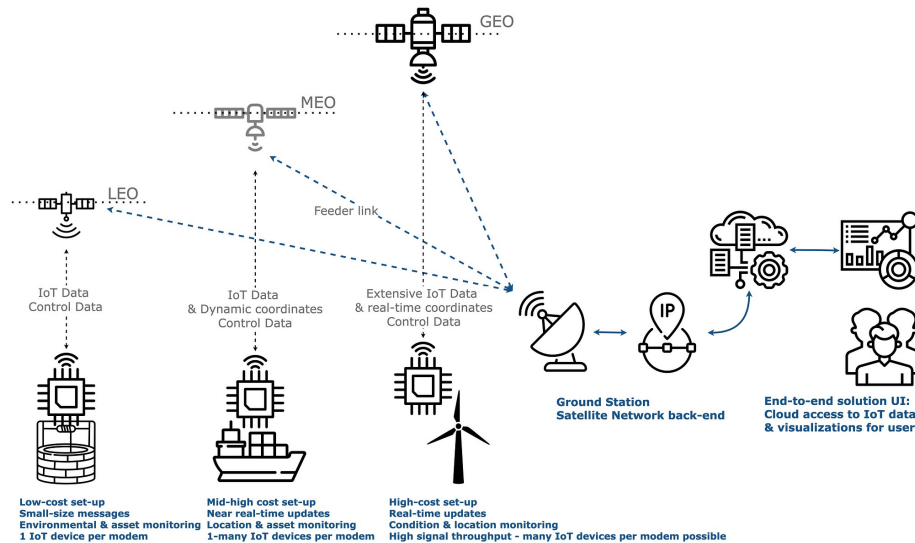 GEO
MEO
LEO
Feeder link
IoT Data
Control Data
IoT Data
& Dynamic coordinates
Control Data
Extensive IoT Data
& real-time coordinates
Control Data
IP
Ground Station
Satellite Network back-end
End-to-end solution UI:
Cloud access to IoT data
& visualizations for user
Low-cost set-up
Small-size messages
Environmental & asset monitoring
1 IoT device per modem
Mid-high cost set-up
Near real-time updates
Location & asset monitoring
1-many IoT devices per modem
High-cost set-up
Real-time updates
Condition & location monitoring
High signal throughput - many IoT devices per modem possible